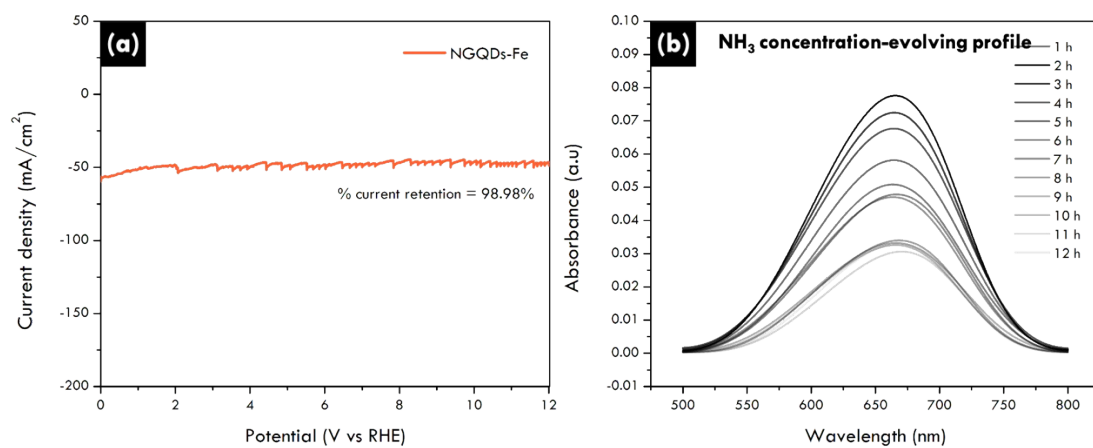 (a)
NGQDs-Fe
50
0
-50
-100
-150
-200
% current retention = 98.98%
Current density (mA/cm²)
0 2 4 6 8 10 12
Potential (V vs RHE)
(b)
NH₃ concentration-evolving profile
1 h
2 h
3 h
4 h
5 h
6 h
7 h
8 h
9 h
10 h
11 h
12 h
0.10
0.09
0.08
0.07
0.06
0.05
0.04
0.03
0.02
0.01
0.00
-0.01
Absorbance (a.u)
500 550 600 650 700 750 800
Wavelength (nm)